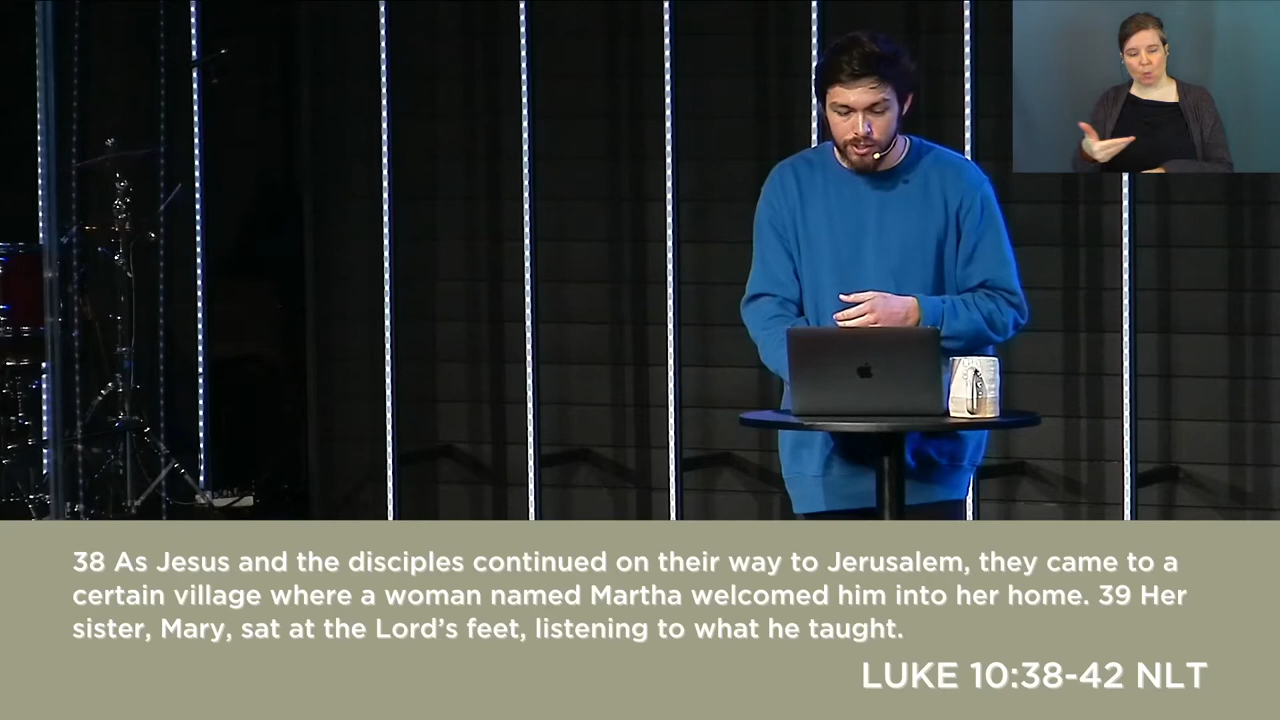 38 As Jesus and the disciples continued on their way to Jerusalem, they came to a
certain village where a woman named Martha welcomed him into her home. 39 Her
sister, Mary, sat at the Lord’s feet, listening to what he taught.
LUKE 10:38-42 NLT